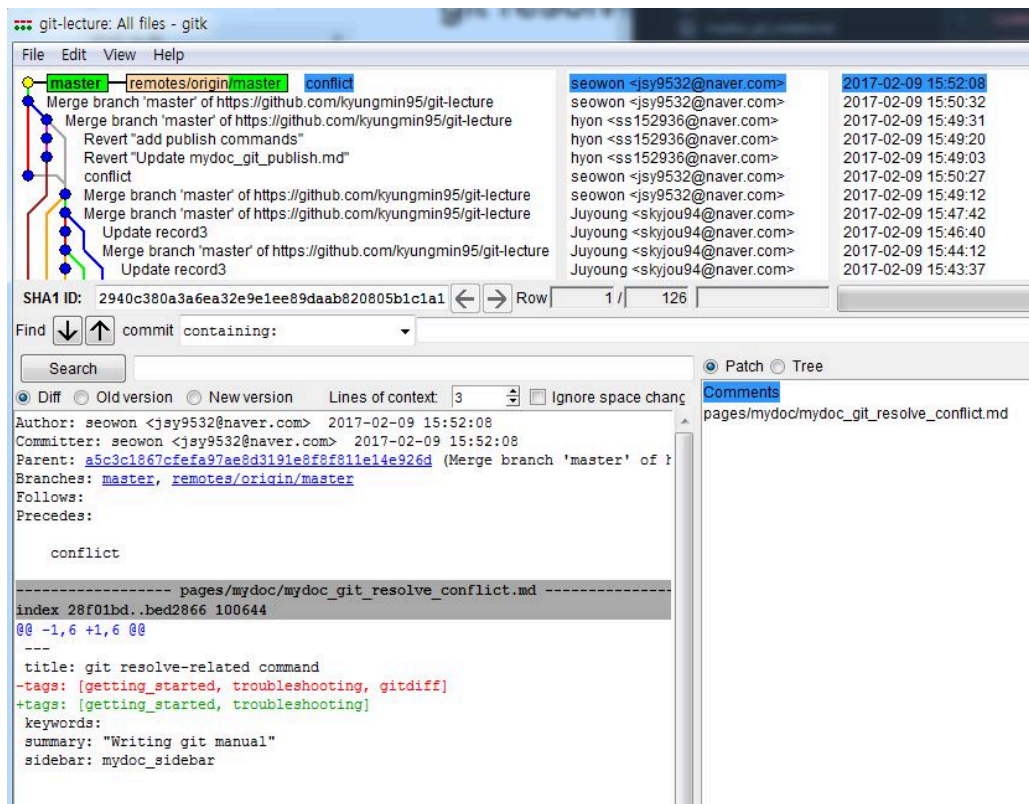 git-lecture: All files - gitk
File Edit View Help
master remotes/origin/master conflict seowon <jsy9532@naver.com> 2017-02-09 15:52:08
Merge branch 'master' of https://github.com/kyungmin95/git-lecture seowon <jsy9532@naver.com> 2017-02-09 15:50:32
Merge branch 'master' of https://github.com/kyungmin95/git-lecture hyon <ss152936@naver.com> 2017-02-09 15:49:31
Revert "add publish commands" hyon <ss152936@naver.com> 2017-02-09 15:49:20
Revert "Update mydoc_git_publish.md" hyon <ss152936@naver.com> 2017-02-09 15:49:03
conflict seowon <jsy9532@naver.com> 2017-02-09 15:50:27
Merge branch 'master' of https://github.com/kyungmin95/git-lecture seowon <jsy9532@naver.com> 2017-02-09 15:49:12
Merge branch 'master' of https://github.com/kyungmin95/git-lecture Juyoung <skyjou94@naver.com> 2017-02-09 15:47:42
Update record3 Juyoung <skyjou94@naver.com> 2017-02-09 15:46:40
Merge branch 'master' of https://github.com/kyungmin95/git-lecture Juyoung <skyjou94@naver.com> 2017-02-09 15:44:12
Update record3 Juyoung <skyjou94@naver.com> 2017-02-09 15:43:37
SHA1 ID: 2940c380a3a6ea32e9e1ee89daab820805b1c1a1 Row 1 / 126
Find commit containing:
Search
Diff Old version New version Lines of context: 3 Ignore space chang
Author: seowon <jsy9532@naver.com> 2017-02-09 15:52:08
Committer: seowon <jsy9532@naver.com> 2017-02-09 15:52:08
Parent: a5c3c1867cfefa97ae8d3191e8f8f811e14e926d (Merge branch 'master' of h
Branches: master, remotes/origin/master
Follows:
Precedes:
conflict
------------------ pages/mydoc/mydoc_git_resolve_conflict.md ---------------
index 28f01bd..bed2866 100644
@@ -1,6 +1,6 @@
---
title: git resolve-related command
-tags: [getting_started, troubleshooting, gitdiff]
+tags: [getting_started, troubleshooting]
keywords:
summary: "Writing git manual"
sidebar: mydoc_sidebar
Patch Tree
Comments
pages/mydoc/mydoc_git_resolve_conflict.md